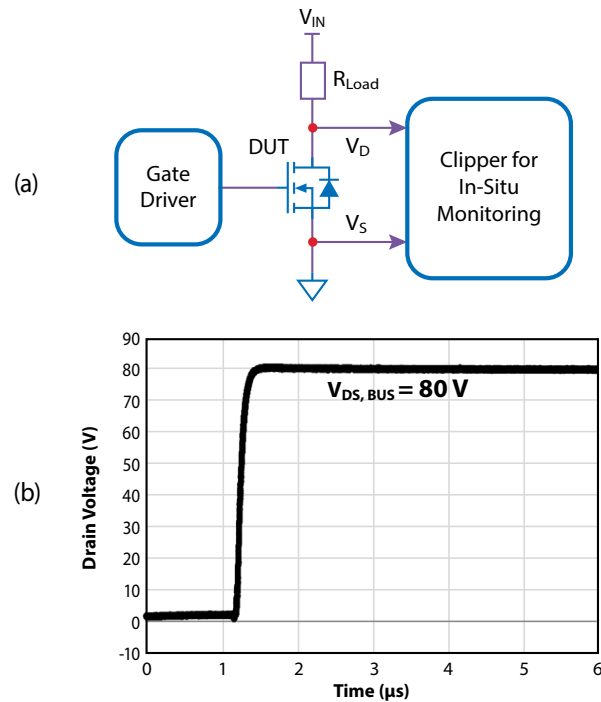 (a)
V_IN
R_Load
DUT
V_D
Gate
Driver
Clipper for
In-Situ
Monitoring
V_S
(b)
Drain Voltage (V)
90
80
70
60
50
40
30
20
10
0
-10
V_DS, BUS = 80 V
0 1 2 3 4 5 6
Time (µs)